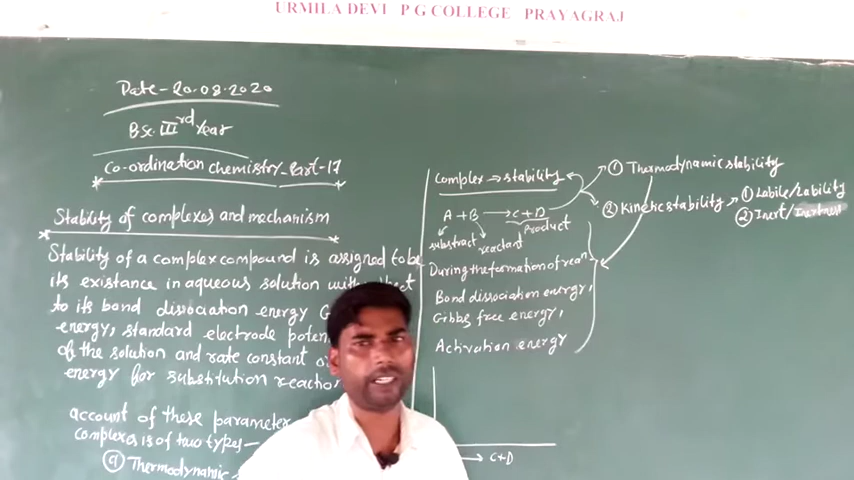 URMILA DEVI P G COLLEGE PRAYAGRAJ
Date - 20.08.2020
BSc. III rd Year
Co-ordination chemistry - Part-17
Stability of complexes and mechanism
Stability of a complex compound is assigned to be
its existance in aqueous solution
to its bond dissociation energy
energy, standard electrode
of the solution and rate constant
energy for substitution
account of these parameter
complexes is of two types -
(a) Thermodynamic
Complex → stability
① Thermodynamic stability
② Kinetic stability → ① Labile/Lability
② Inert/Inertness
A + B → C + D
substract reactant Product
During the formation of reaⁿ
Bond dissociation energy,
Gibbs free energy,
Activation energy
→ C+D